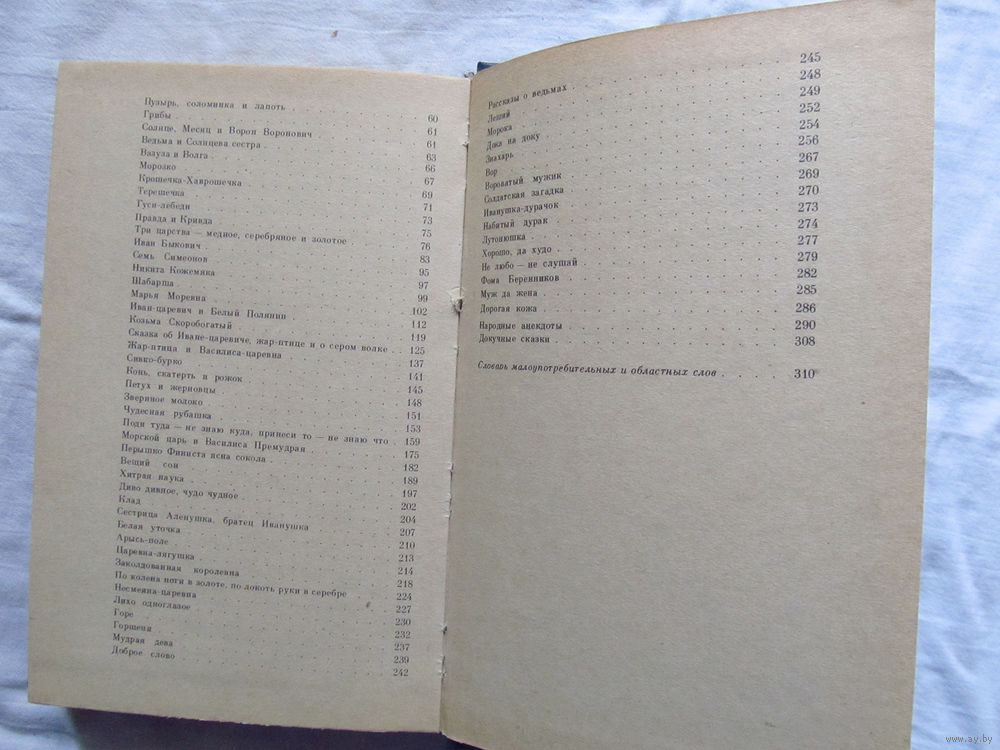 Пузырь, соломинка и лапоть . . . . 60
Грибы . . . . 61
Солнце, Месяц и Ворон Воронович . . . . 61
Ведьма и Солнцева сестра . . . . 63
Вазуза и Волга . . . . 66
Морозко . . . . 67
Крошечка-Хаврошечка . . . . 69
Терешечка . . . . 71
Гуси-лебеди . . . . 73
Правда и Кривда . . . . 75
Три царства — медное, серебряное и золотое . . . . 76
Иван Быкович . . . . 83
Семь Симеонов . . . . 95
Никита Кожемяка . . . . 97
Шабарша . . . . 99
Марья Моревна . . . . 102
Иван-царевич и Белый Полянин . . . . 112
Козьма Скоробогатый . . . . 119
Сказка об Иване-царевиче, жар-птице и о сером волке . . 125
Жар-птица и Василиса-царевна . . . . 137
Сивко-бурко . . . . 141
Конь, скатерть и рожок . . . . 145
Петух и жерновцы . . . . 148
Звериное молоко . . . . 151
Чудесная рубашка . . . . 153
Поди туда — не знаю куда, принеси то — не знаю что . 159
Морской царь и Василиса Премудрая . . . . 175
Перышко Финиста ясна сокола . . . . 182
Вещий сон . . . . 189
Хитрая наука . . . . 197
Диво дивное, чудо чудное . . . . 202
Клад . . . . 204
Сестрица Аленушка, братец Иванушка . . . . 207
Белая уточка . . . . 210
Арысь-поле . . . . 213
Царевна-лягушка . . . . 214
Заколдованная королевна . . . . 218
По колена ноги в золоте, по локоть руки в серебре . . . . 224
Несмеяна-царевна . . . . 227
Лихо одноглазое . . . . 230
Горе . . . . 232
Горшеня . . . . 237
Мудрая дева . . . . 239
Доброе слово . . . . 242
Рассказы о ведьмах . . . . 245
Леший . . . . 248
Морока . . . . 249
Дока на доку . . . . 252
Знахарь . . . . 254
Вор . . . . 256
Вороватый мужик . . . . 267
Солдатская загадка . . . . 269
Иванушка-дурачок . . . . 270
Набитый дурак . . . . 273
Лутонюшка . . . . 274
Хорошо, да худо . . . . 277
Не любо — не слушай . . . . 279
Фома Беренников . . . . 282
Муж да жена . . . . 285
Дорогая кожа . . . . 286
Народные анекдоты . . . . 290
Докучные сказки . . . . 308
Словарь малоупотребительных и областных слов . . . . 310
www.ay.by